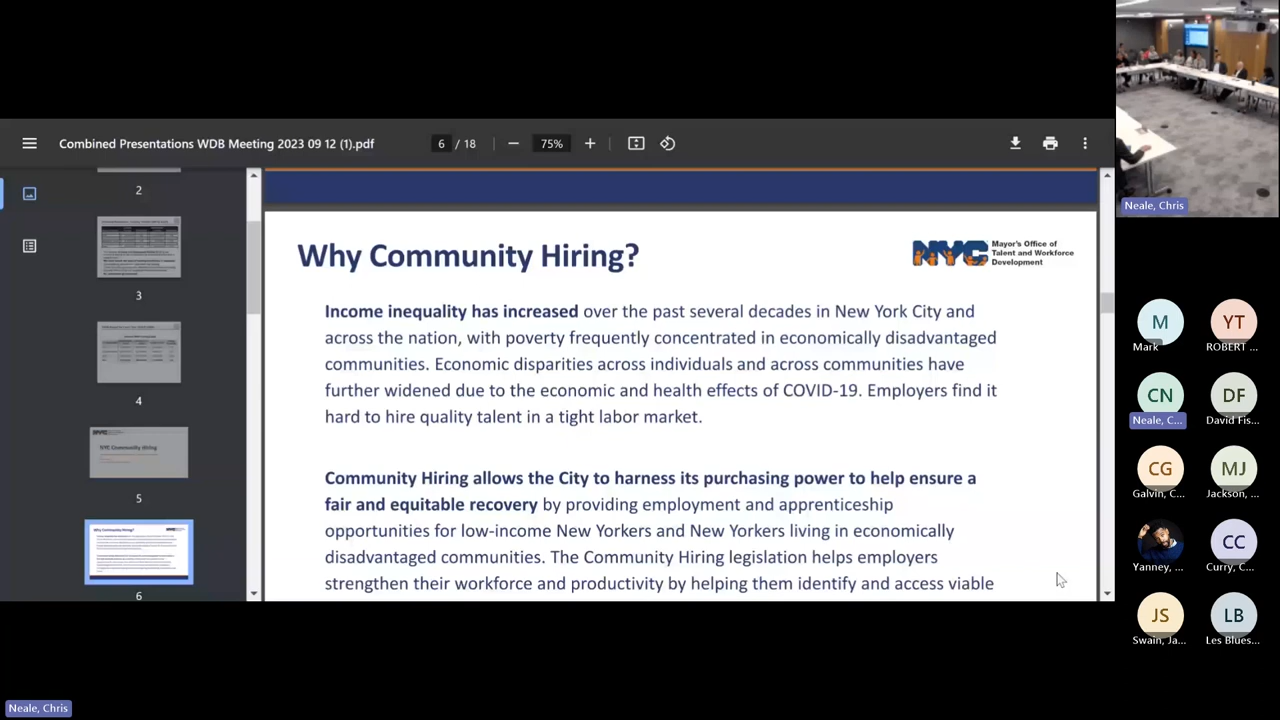 Combined Presentations WDB Meeting 2023 09 12 (1).pdf
6 / 18
75%
2
3
4
NYC Community Hiring
5
Why Community Hiring?
6
Why Community Hiring?
NYC Mayor's Office of
Talent and Workforce
Development
Income inequality has increased over the past several decades in New York City and
across the nation, with poverty frequently concentrated in economically disadvantaged
communities. Economic disparities across individuals and across communities have
further widened due to the economic and health effects of COVID-19. Employers find it
hard to hire quality talent in a tight labor market.
Community Hiring allows the City to harness its purchasing power to help ensure a
fair and equitable recovery by providing employment and apprenticeship
opportunities for low-income New Yorkers and New Yorkers living in economically
disadvantaged communities. The Community Hiring legislation helps employers
strengthen their workforce and productivity by helping them identify and access viable
Neale, Chris
M
Mark
YT
ROBERT ...
CN
Neale, C...
DF
David Fis...
CG
Galvin, C...
MJ
Jackson, ...
Yanney, ...
CC
Curry, C...
JS
Swain, Ja...
LB
Les Blues...
Neale, Chris